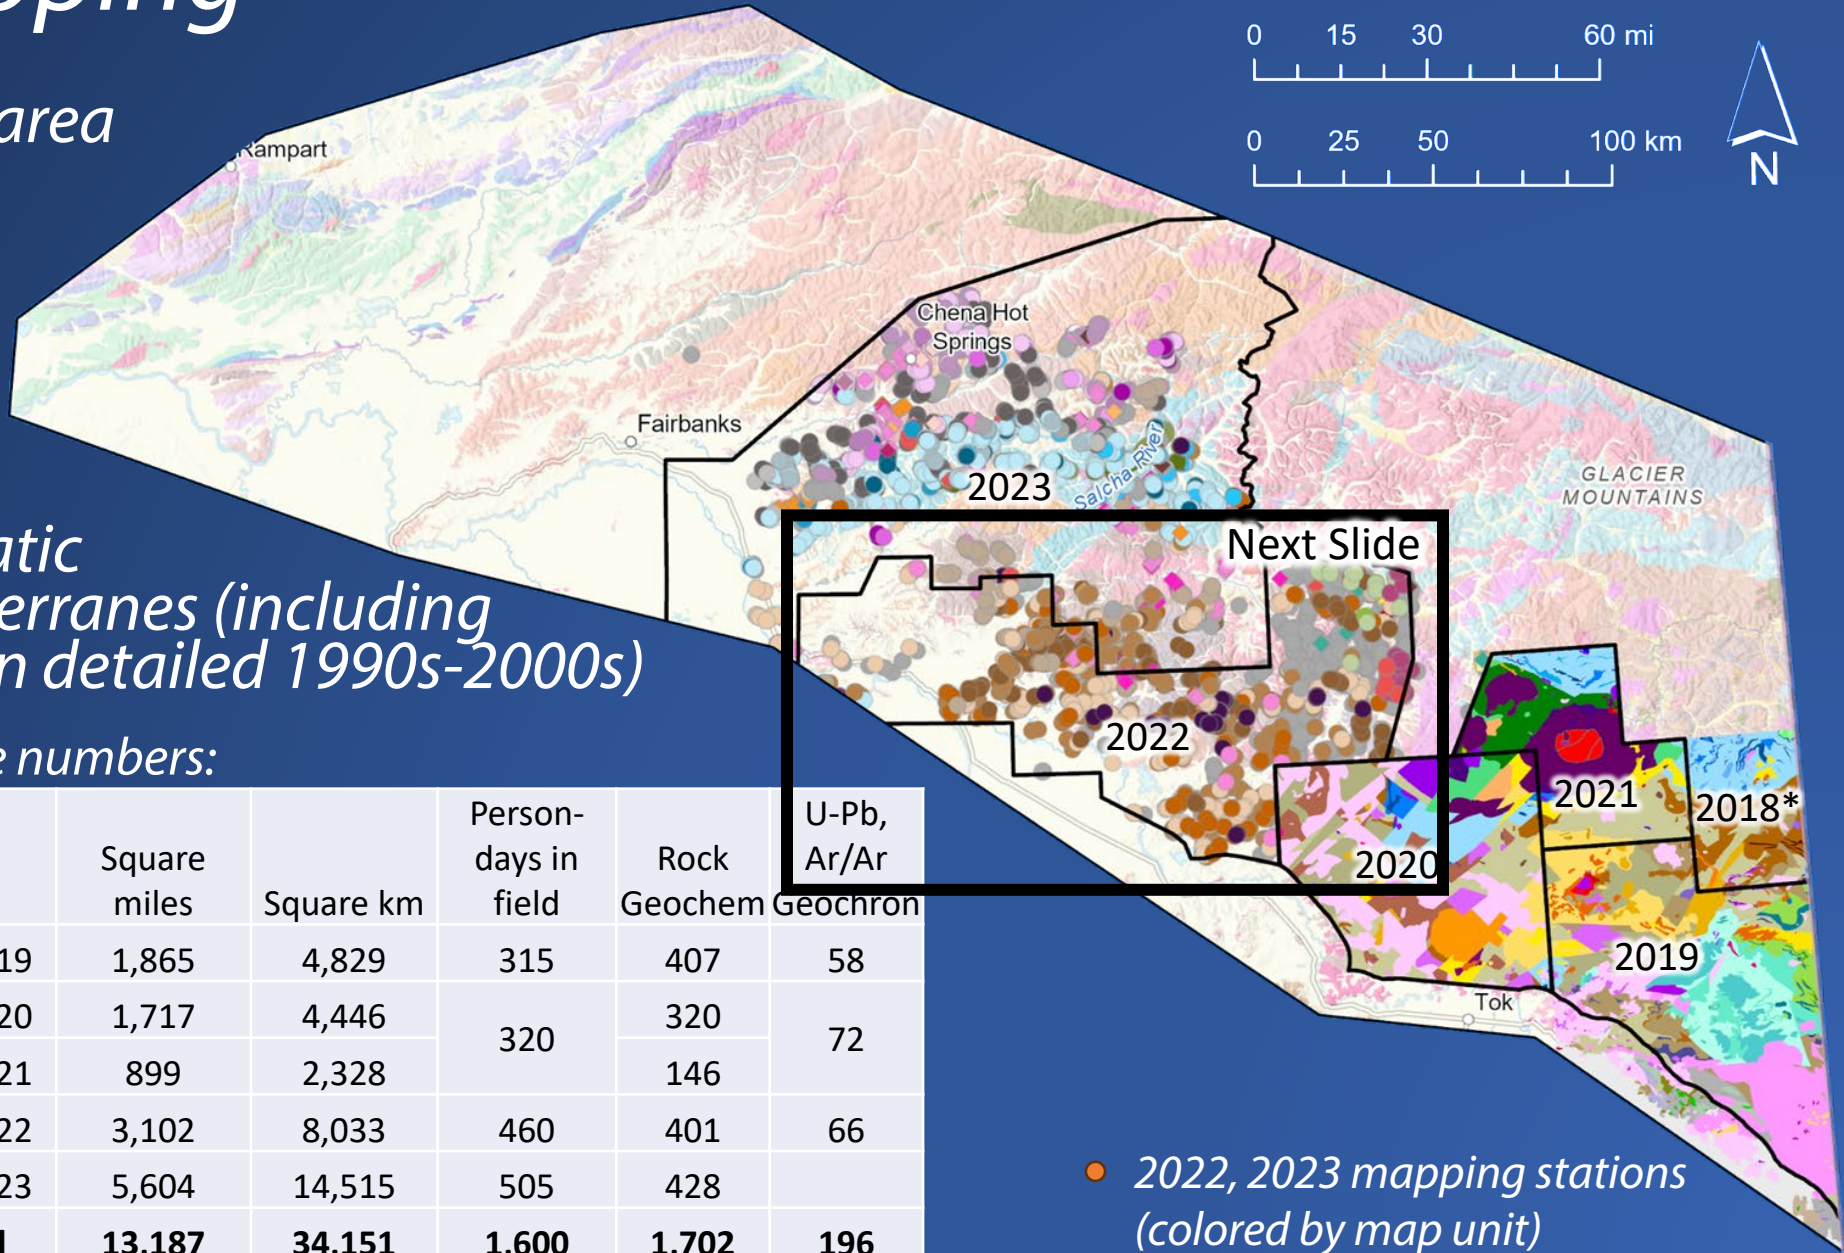 pping
area
atic
erranes (including
n detailed 1990s-2000s)
e numbers:
0 15 30 60 mi
0 25 50 100 km
N
Rampart
Chena Hot
Springs
Fairbanks
2023
Salcha River
GLACIER
MOUNTAINS
Next Slide
2022
2021
2018*
2020
2019
Tok
Square miles Square km Person-days in field Rock Geochem U-Pb, Ar/Ar Geochron
19 1,865 4,829 315 407 58
20 1,717 4,446 320 320 72
21 899 2,328 146
22 3,102 8,033 460 401 66
23 5,604 14,515 505 428
l 13,187 34,151 1,600 1,702 196
2022, 2023 mapping stations
(colored by map unit)